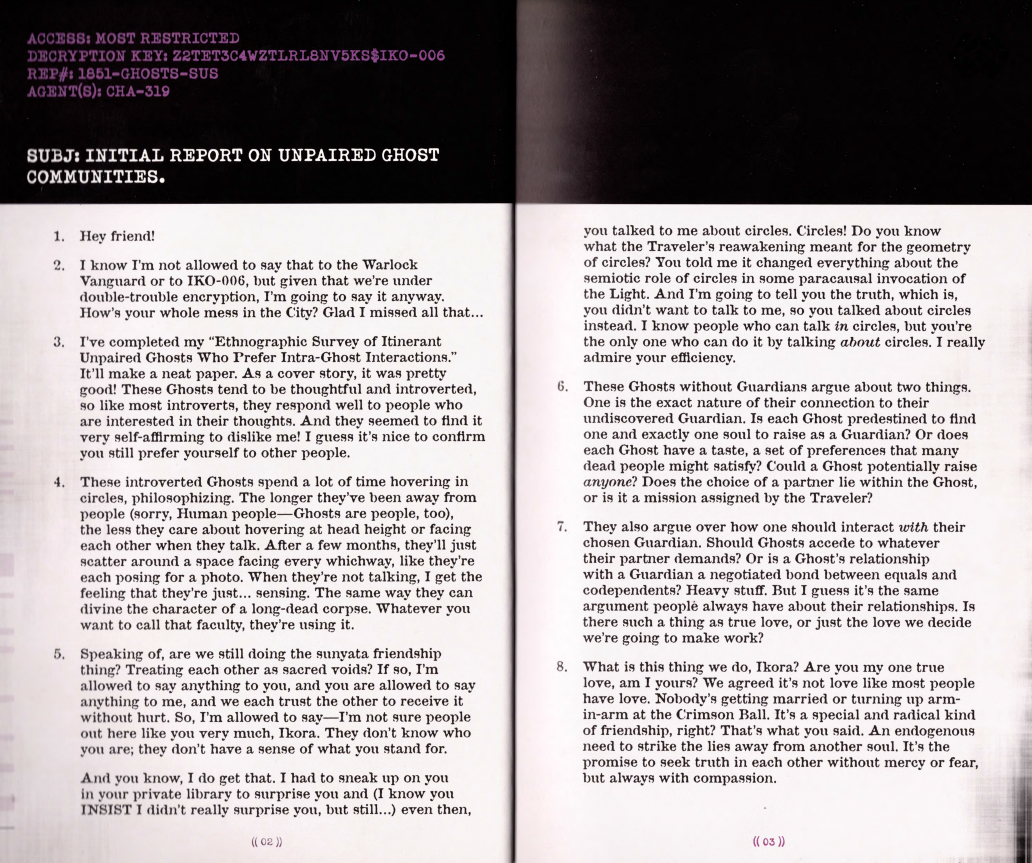 ACCESS: MOST RESTRICTED
DECRYPTION KEY: Z2TET3C4WZTLRL8NV5KS$IKO-006
REP#: 1851-GHOSTS-SUS
AGENT(S): CHA-319
SUBJ: INITIAL REPORT ON UNPAIRED GHOST
COMMUNITIES.
1. Hey friend!
2. I know I'm not allowed to say that to the Warlock
Vanguard or to IKO-006, but given that we're under
double-trouble encryption, I'm going to say it anyway.
How's your whole mess in the City? Glad I missed all that...
3. I've completed my "Ethnographic Survey of Itinerant
Unpaired Ghosts Who Prefer Intra-Ghost Interactions."
It'll make a neat paper. As a cover story, it was pretty
good! These Ghosts tend to be thoughtful and introverted,
so like most introverts, they respond well to people who
are interested in their thoughts. And they seemed to find it
very self-affirming to dislike me! I guess it's nice to confirm
you still prefer yourself to other people.
4. These introverted Ghosts spend a lot of time hovering in
circles, philosophizing. The longer they've been away from
people (sorry, Human people—Ghosts are people, too),
the less they care about hovering at head height or facing
each other when they talk. After a few months, they'll just
scatter around a space facing every whichway, like they're
each posing for a photo. When they're not talking, I get the
feeling that they're just... sensing. The same way they can
divine the character of a long-dead corpse. Whatever you
want to call that faculty, they're using it.
5. Speaking of, are we still doing the sunyata friendship
thing? Treating each other as sacred voids? If so, I'm
allowed to say anything to you, and you are allowed to say
anything to me, and we each trust the other to receive it
without hurt. So, I'm allowed to say—I'm not sure people
out here like you very much, Ikora. They don't know who
you are; they don't have a sense of what you stand for.
And you know, I do get that. I had to sneak up on you
in your private library to surprise you and (I know you
INSIST I didn't really surprise you, but still...) even then,
(( 02 ))
you talked to me about circles. Circles! Do you know
what the Traveler's reawakening meant for the geometry
of circles? You told me it changed everything about the
semiotic role of circles in some paracausal invocation of
the Light. And I'm going to tell you the truth, which is,
you didn't want to talk to me, so you talked about circles
instead. I know people who can talk in circles, but you're
the only one who can do it by talking about circles. I really
admire your efficiency.
6. These Ghosts without Guardians argue about two things.
One is the exact nature of their connection to their
undiscovered Guardian. Is each Ghost predestined to find
one and exactly one soul to raise as a Guardian? Or does
each Ghost have a taste, a set of preferences that many
dead people might satisfy? Could a Ghost potentially raise
anyone? Does the choice of a partner lie within the Ghost,
or is it a mission assigned by the Traveler?
7. They also argue over how one should interact with their
chosen Guardian. Should Ghosts accede to whatever
their partner demands? Or is a Ghost's relationship
with a Guardian a negotiated bond between equals and
codependents? Heavy stuff. But I guess it's the same
argument people always have about their relationships. Is
there such a thing as true love, or just the love we decide
we're going to make work?
8. What is this thing we do, Ikora? Are you my one true
love, am I yours? We agreed it's not love like most people
have love. Nobody's getting married or turning up arm-
in-arm at the Crimson Ball. It's a special and radical kind
of friendship, right? That's what you said. An endogenous
need to strike the lies away from another soul. It's the
promise to seek truth in each other without mercy or fear,
but always with compassion.
(( 03 ))